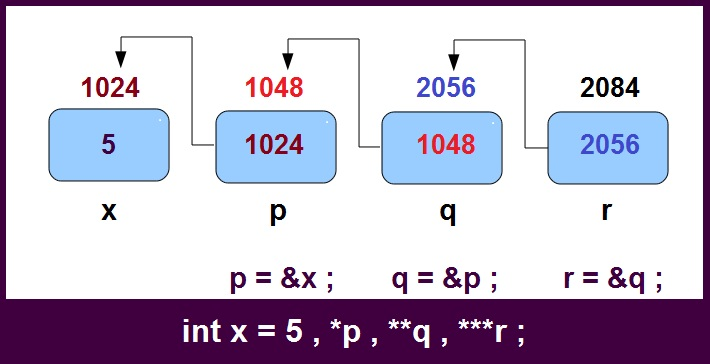 1024 1048 2056 2084
5 1024 1048 2056
x p q r
p = &x ; q = &p ; r = &q ;
int x = 5 , *p , **q , ***r ;